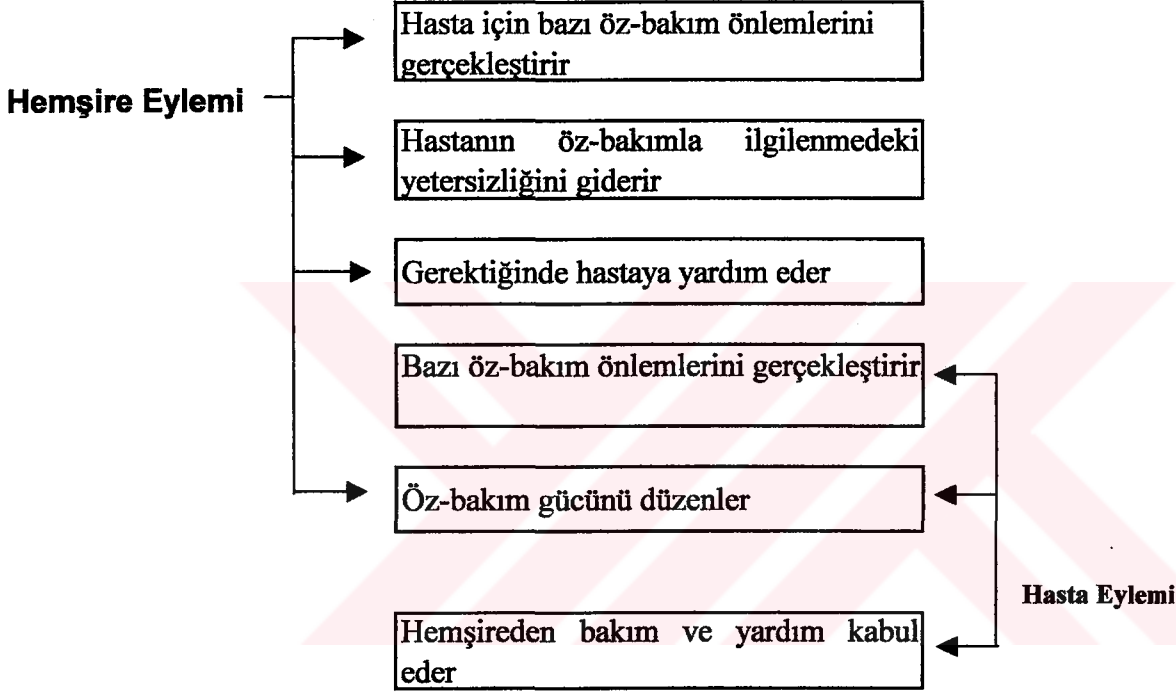 Hasta için bazı öz-bakım önlemlerini
gerçekleştirir
Hemşire Eylemi
Hastanın öz-bakımla ilgilenmedeki
yetersizliğini giderir
Gerektiğinde hastaya yardım eder
Bazı öz-bakım önlemlerini gerçekleştirir
Öz-bakım gücünü düzenler
Hasta Eylemi
Hemşireden bakım ve yardım kabul
eder